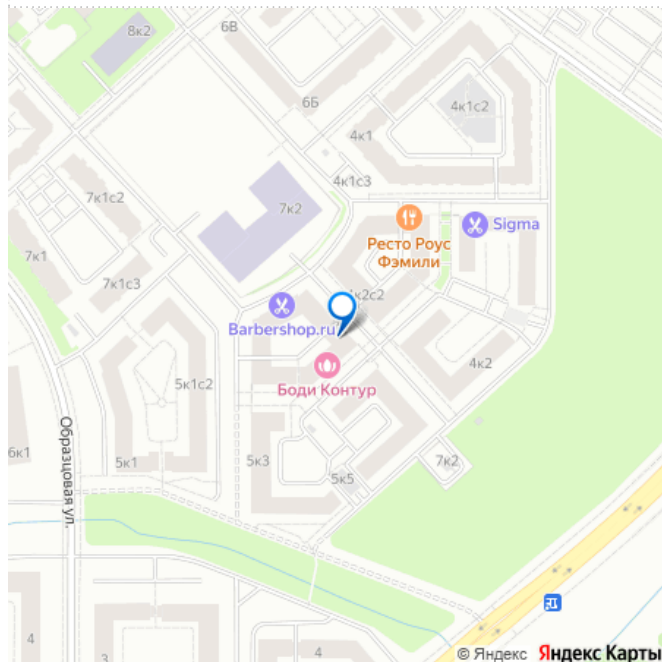 8к2
6В
6Б
4к1с2
4к1
7к1с2
4к1с3
7к2
Sigma
Ресто Роус
Фэмили
7к1
7к1с3
4к2с2
Barbershop.ru
4к2
Боди Контур
5к1с2
Образцовая ул.
6к1
5к1
5к3
7к2
5к5
3
4
4
© Яндекс Яндекс Карты